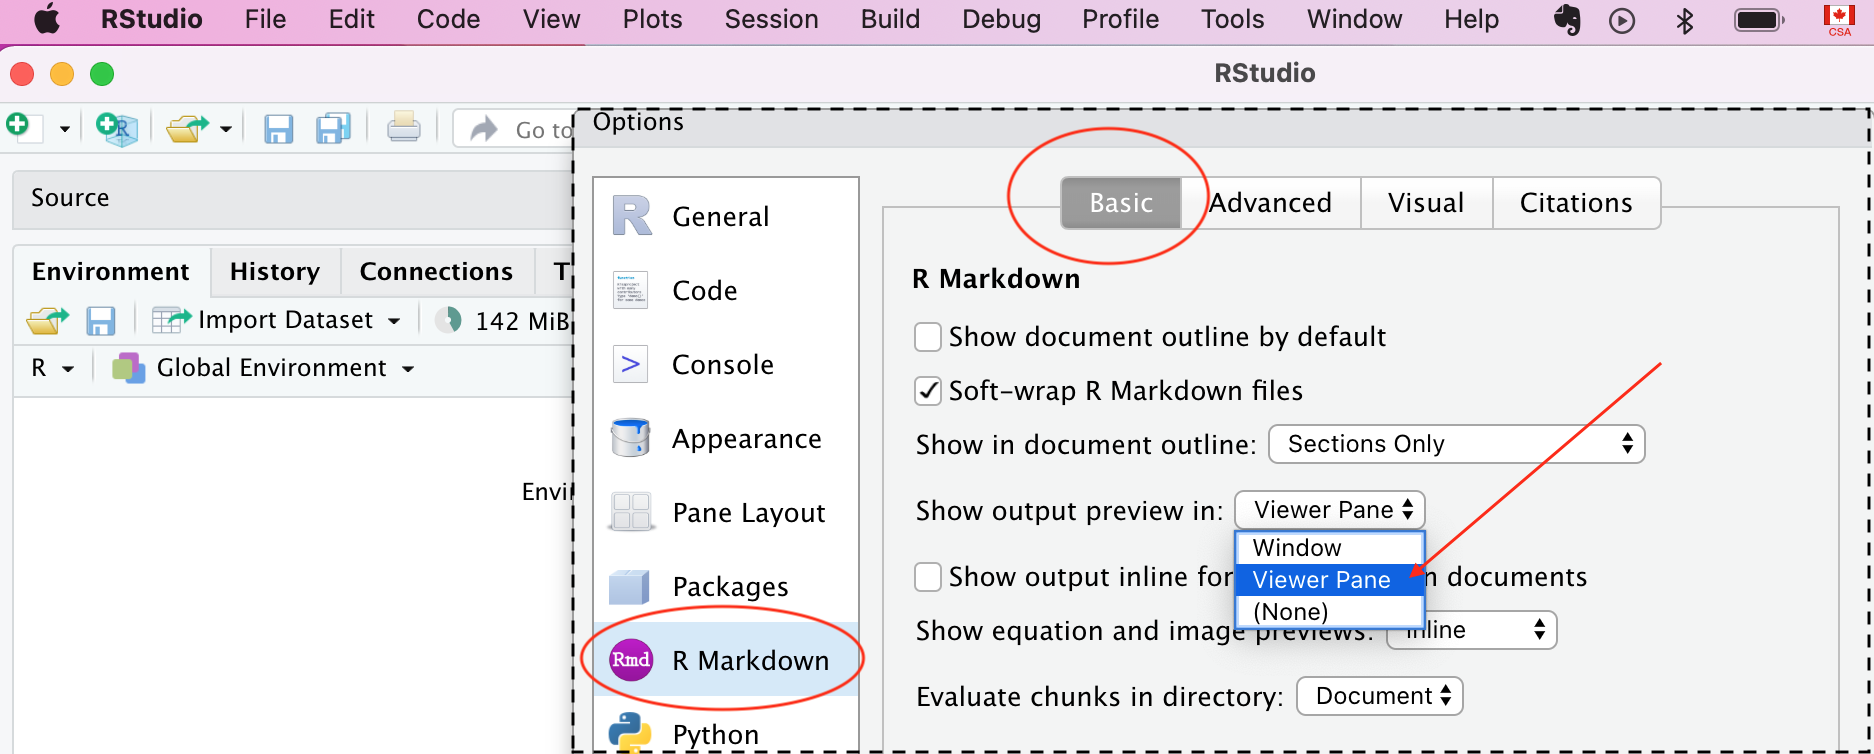 RStudio File Edit Code View Plots Session Build Debug Profile Tools Window Help CSA
RStudio
R Go to
Options
Source
Environment History Connections T
Import Dataset 142 MiB
R Global Environment
Envi
R General
Code
> Console
Appearance
Pane Layout
Packages
Rmd R Markdown
Python
Basic Advanced Visual Citations
R Markdown
Show document outline by default
Soft-wrap R Markdown files
Show in document outline: Sections Only
Show output preview in: Viewer Pane
Window
Viewer Pane
(None)
Show output inline for n documents
Show equation and image previews: Inline
Evaluate chunks in directory: Document